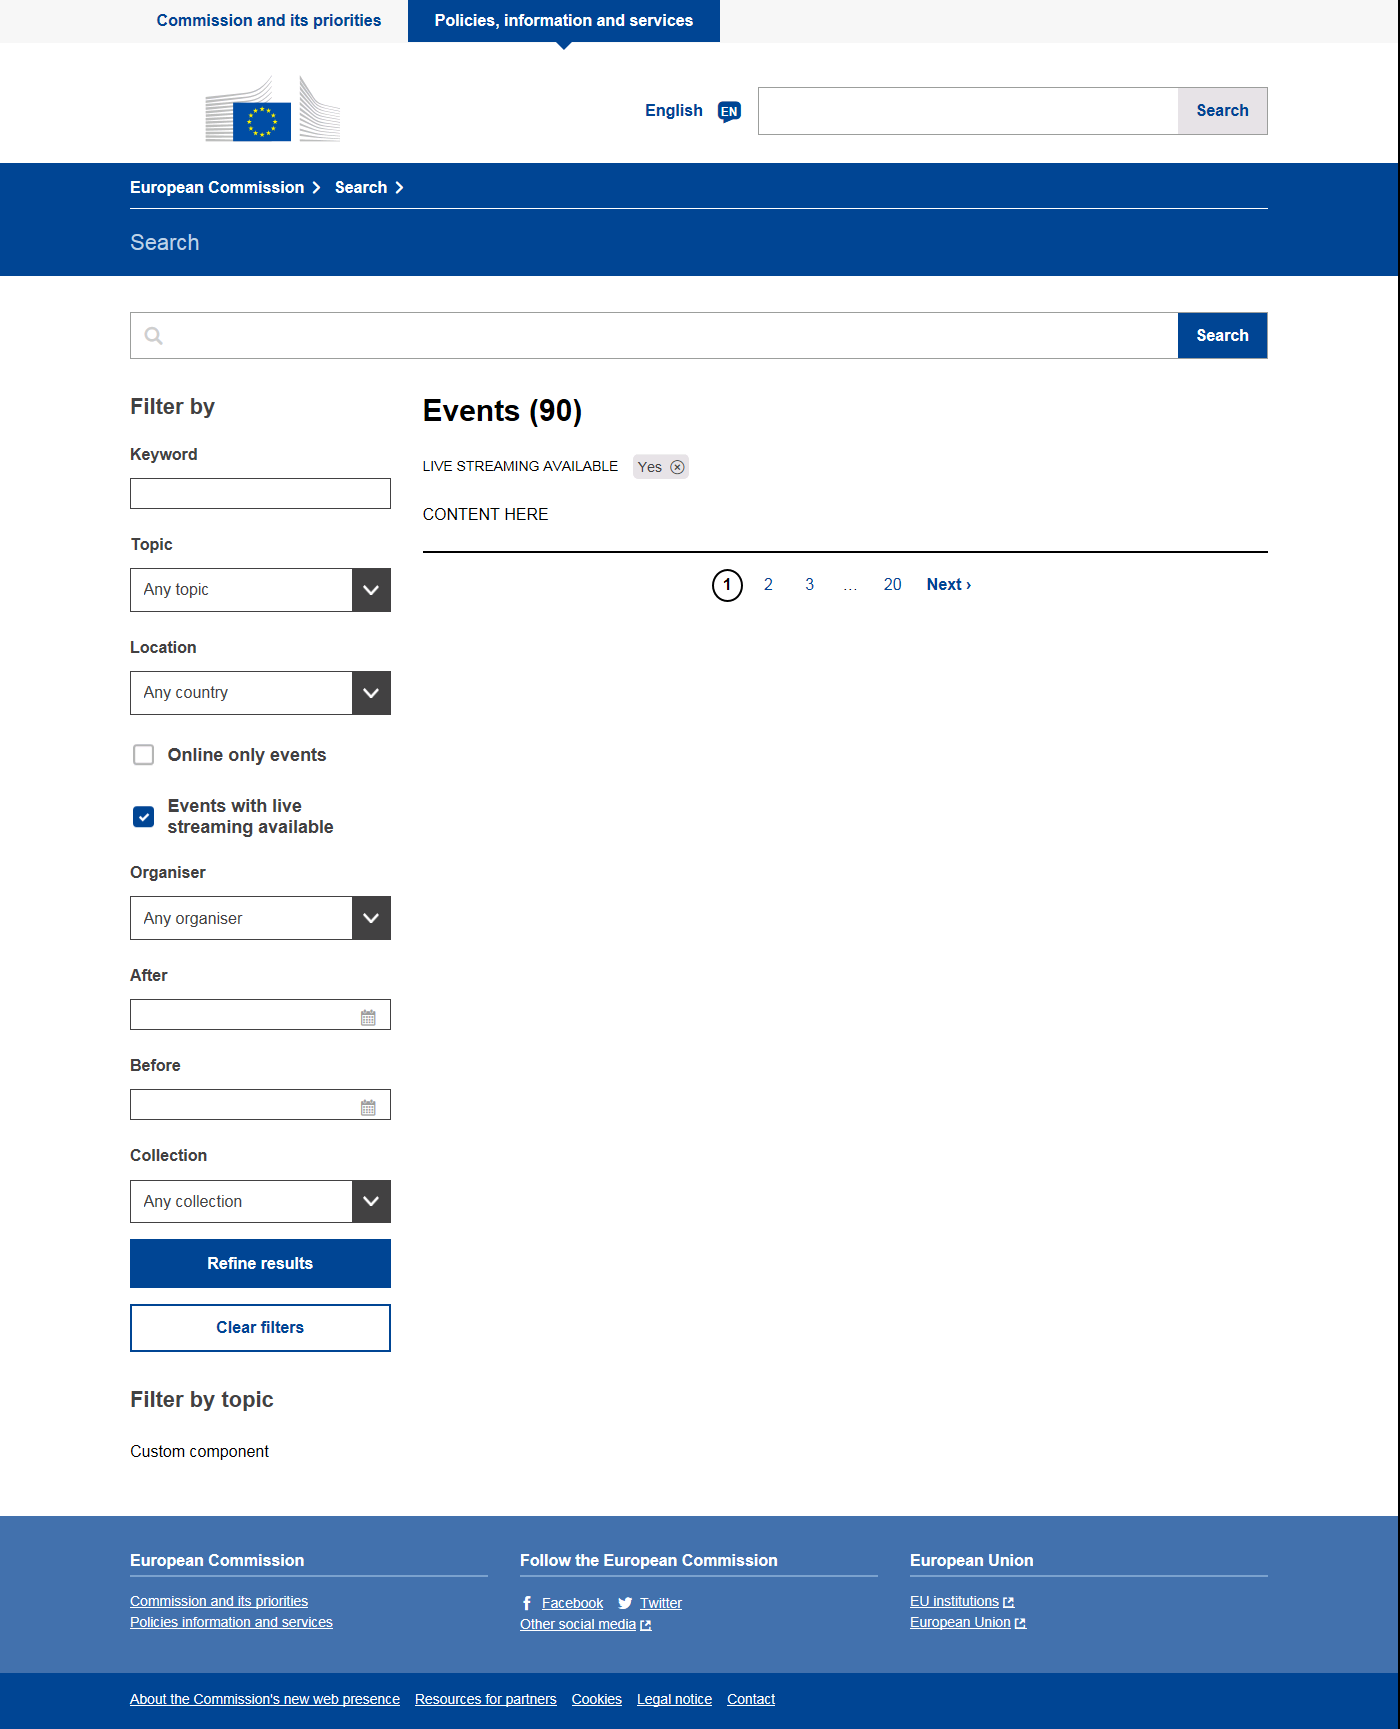 Commission and its priorities
Policies, information and services
English EN
Search
European Commission Search
Search
Search
Filter by
Keyword
Topic
Any topic
Location
Any country
Online only events
Events with live
streaming available
Organiser
Any organiser
After
Before
Collection
Any collection
Refine results
Clear filters
Filter by topic
Custom component
Events (90)
LIVE STREAMING AVAILABLE Yes
CONTENT HERE
1 2 3 ... 20 Next ›
European Commission
Commission and its priorities
Policies information and services
Follow the European Commission
Facebook Twitter
Other social media
European Union
EU institutions
European Union
About the Commission's new web presence Resources for partners Cookies Legal notice Contact